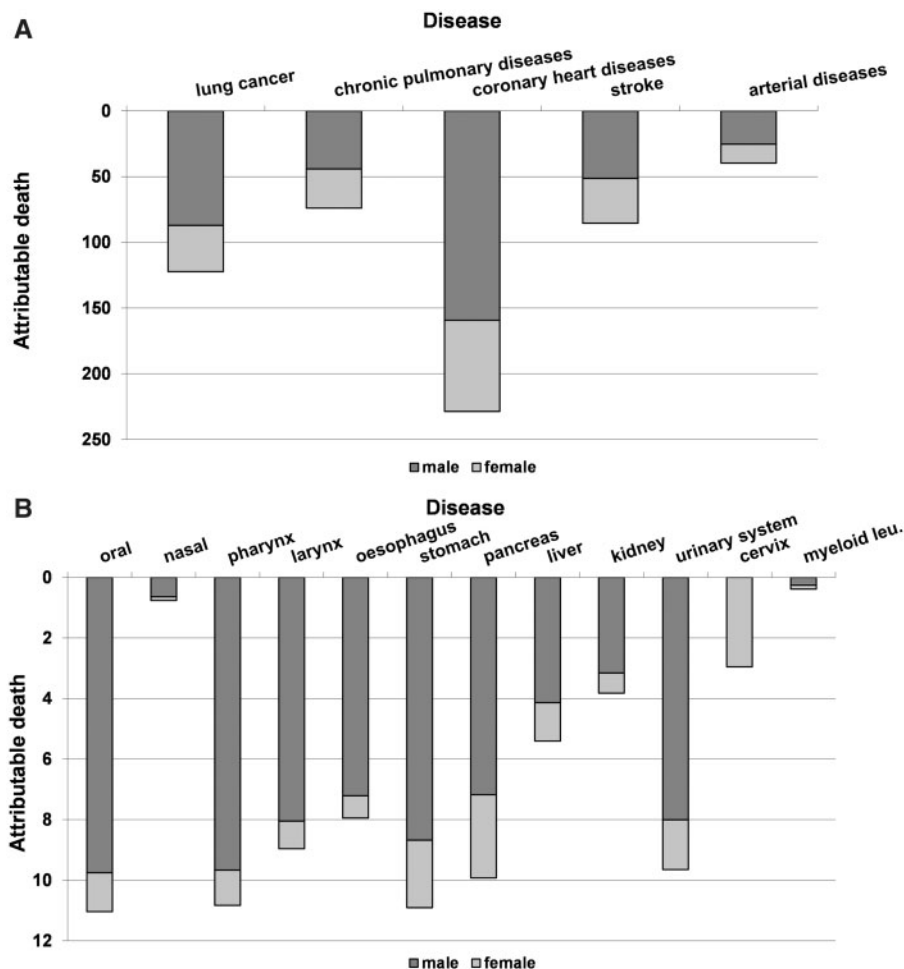 A
Disease
lung cancer
chronic pulmonary diseases
coronary heart diseases
stroke
arterial diseases
Attributable death
0
50
100
150
200
250
male female
B
Disease
oral
nasal
pharynx
larynx
oesophagus
stomach
pancreas
liver
kidney
urinary system
cervix
myeloid leu.
Attributable death
0
2
4
6
8
10
12
male female